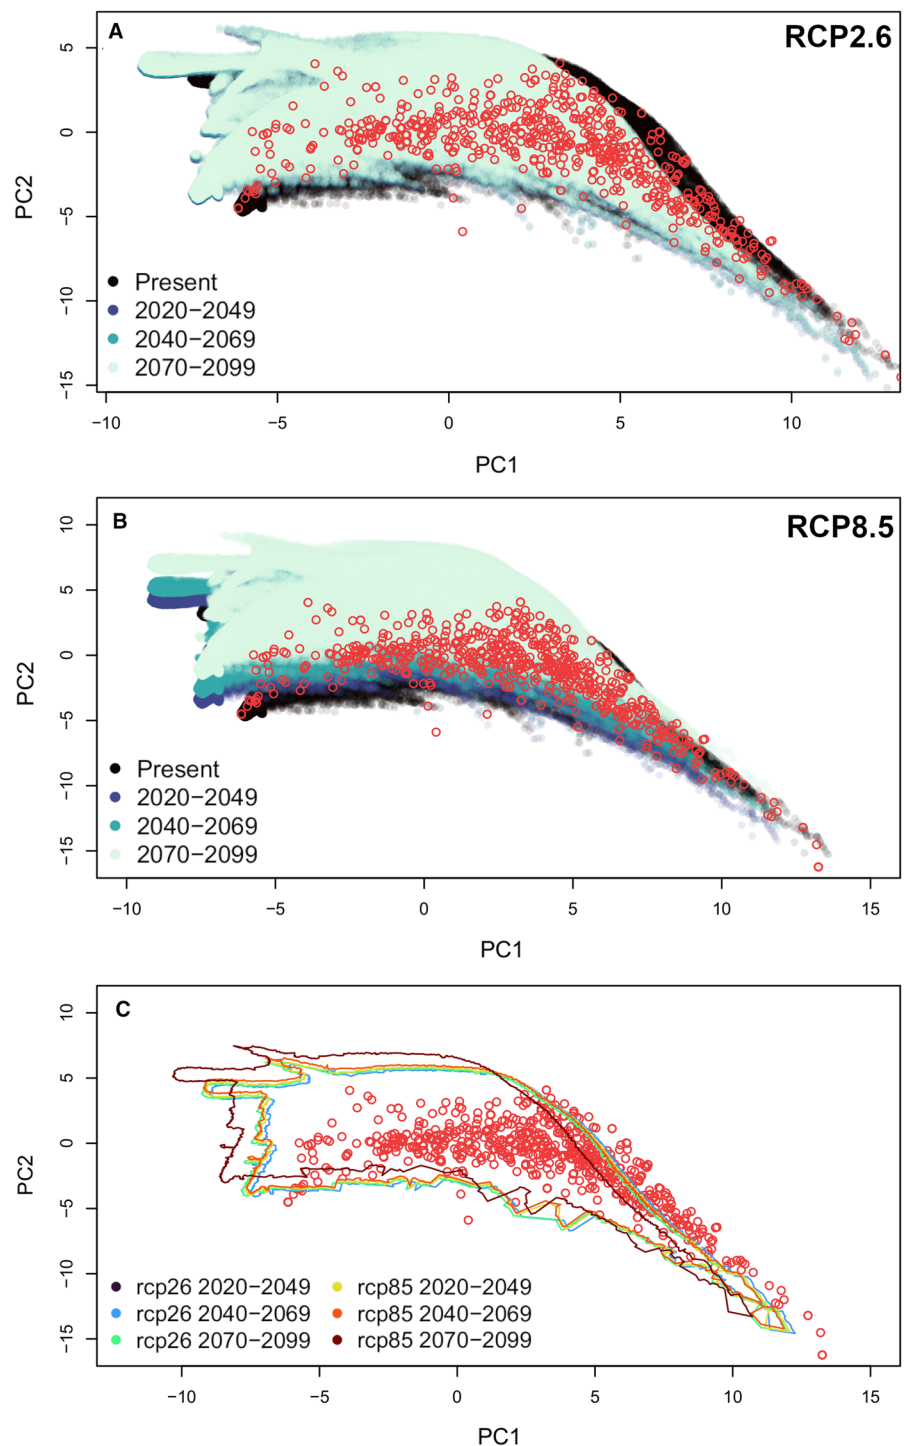 A
RCP2.6
5
0
−5
−10
−15
PC2
Present
2020−2049
2040−2069
2070−2099
−10 −5 0 5 10
PC1
B
RCP8.5
10
5
0
−5
−10
−15
PC2
Present
2020−2049
2040−2069
2070−2099
−10 −5 0 5 10 15
PC1
C
10
5
0
−5
−10
−15
PC2
rcp26 2020−2049 rcp85 2020−2049
rcp26 2040−2069 rcp85 2040−2069
rcp26 2070−2099 rcp85 2070−2099
−10 −5 0 5 10 15
PC1